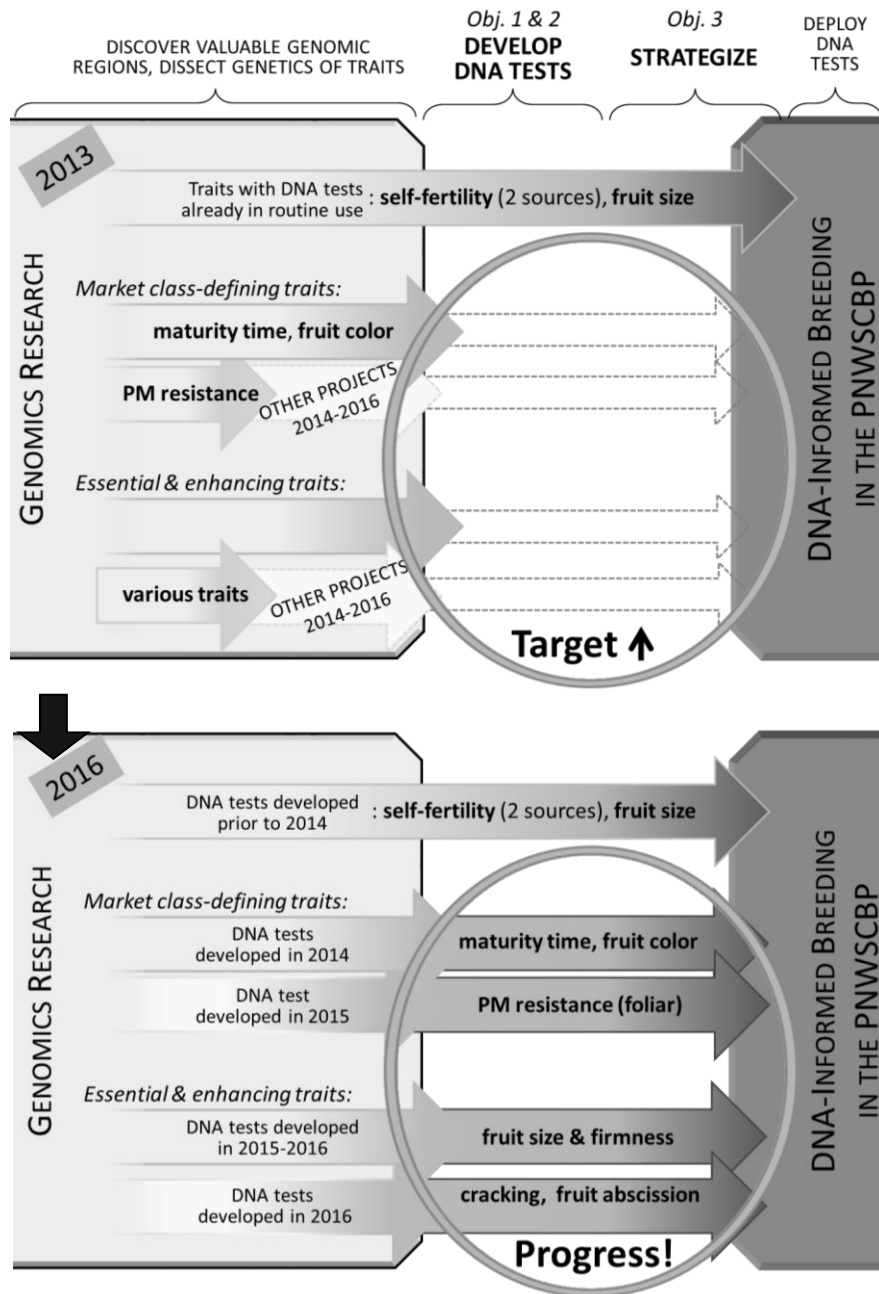 DISCOVER VALUABLE GENOMIC
REGIONS, DISSECT GENETICS OF TRAITS
Obj. 1 & 2
DEVELOP
DNA TESTS
Obj. 3
STRATEGIZE
DEPLOY
DNA
TESTS
2013
GENOMICS RESEARCH
Traits with DNA tests
already in routine use
: self-fertility (2 sources), fruit size
Market class-defining traits:
maturity time, fruit color
PM resistance
OTHER PROJECTS
2014-2016
Essential & enhancing traits:
various traits
OTHER PROJECTS
2014-2016
Target ↑
DNA-INFORMED BREEDING
IN THE PNWSCBP
2016
GENOMICS RESEARCH
DNA tests developed
prior to 2014
: self-fertility (2 sources), fruit size
Market class-defining traits:
DNA tests
developed in 2014
maturity time, fruit color
DNA test
developed in 2015
PM resistance (foliar)
Essential & enhancing traits:
DNA tests developed
in 2015-2016
fruit size & firmness
DNA tests
developed in 2016
cracking, fruit abscission
Progress!
DNA-INFORMED BREEDING
IN THE PNWSCBP